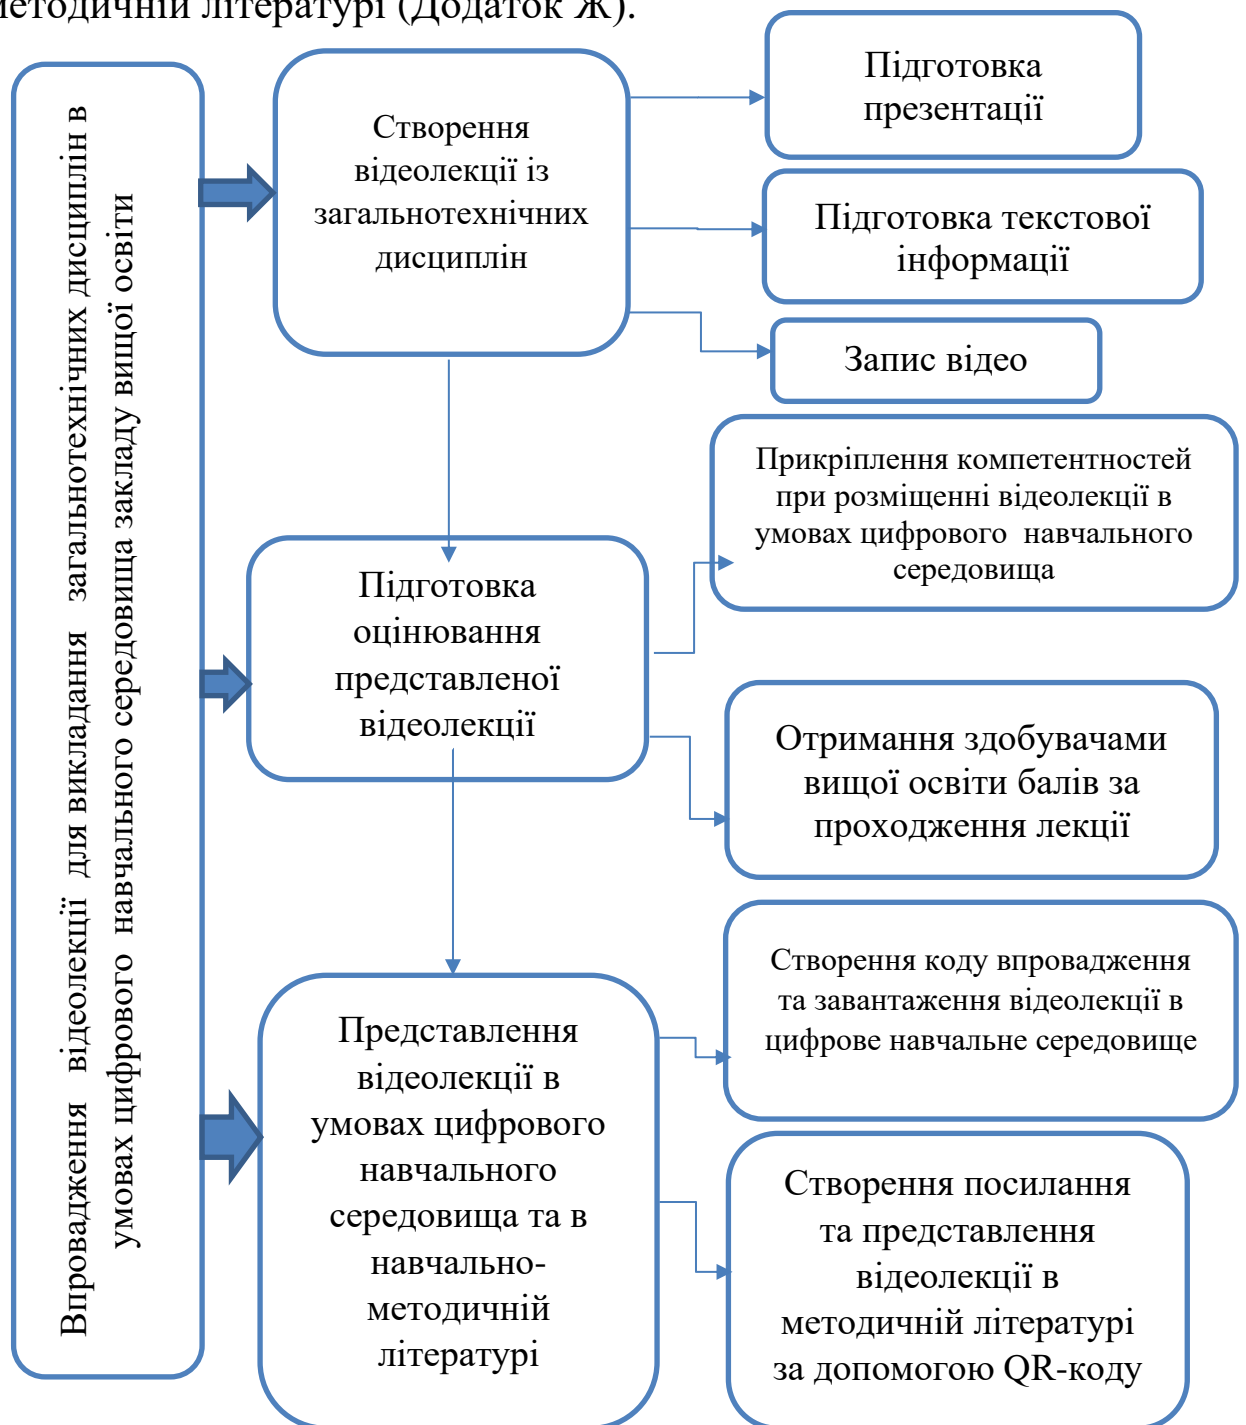 методичній літературі (Додаток Ж).
Впровадження відеолекції для викладання загальнотехнічних дисциплін в
умовах цифрового навчального середовища закладу вищої освіти
Створення
відеолекції із
загальнотехнічних
дисциплін
Підготовка
презентації
Підготовка текстової
інформації
Запис відео
Підготовка
оцінювання
представленої
відеолекції
Прикріплення компетентностей
при розміщенні відеолекції в
умовах цифрового навчального
середовища
Отримання здобувачами
вищої освіти балів за
проходження лекції
Представлення
відеолекції в
умовах цифрового
навчального
середовища та в
навчально-
методичній
літературі
Створення коду впровадження
та завантаження відеолекції в
цифрове навчальне середовище
Створення посилання
та представлення
відеолекції в
методичній літературі
за допомогою QR-коду